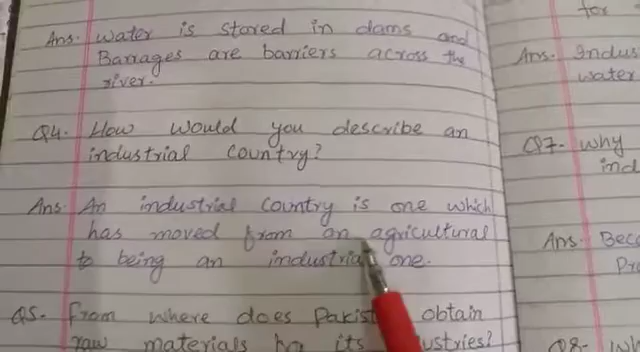 Ans. Water is stored in dams and
Barrages are barriers across the
river.
Q4. How would you describe an
industrial country?
Ans. An industrial country is one which
has moved from an agricultural
to being an industrial one.
Q5. From where does Pakist obtain
raw materials for its ustries?
for
Ans. Indus
water
Q7. Why
ind
Ans. Beca
Pro
Q8. Wh